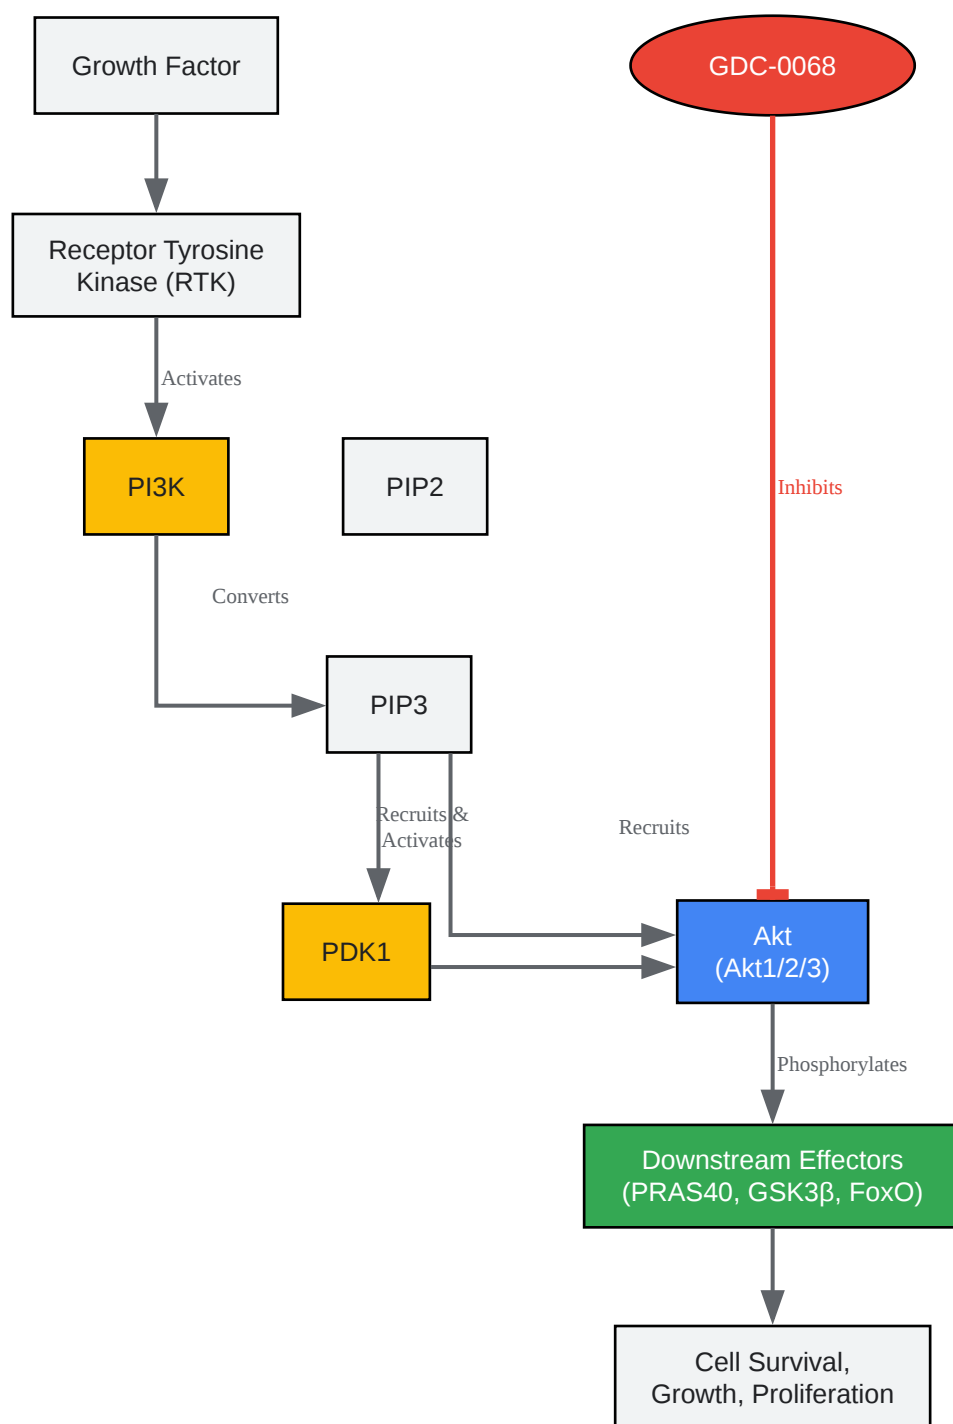 Growth Factor
GDC-0068
Receptor Tyrosine
Kinase (RTK)
Activates
PI3K
PIP2
Inhibits
Converts
PIP3
Recruits &
Activates
Recruits
PDK1
Akt
(Akt1/2/3)
Phosphorylates
Downstream Effectors
(PRAS40, GSK3β, FoxO)
Cell Survival,
Growth, Proliferation